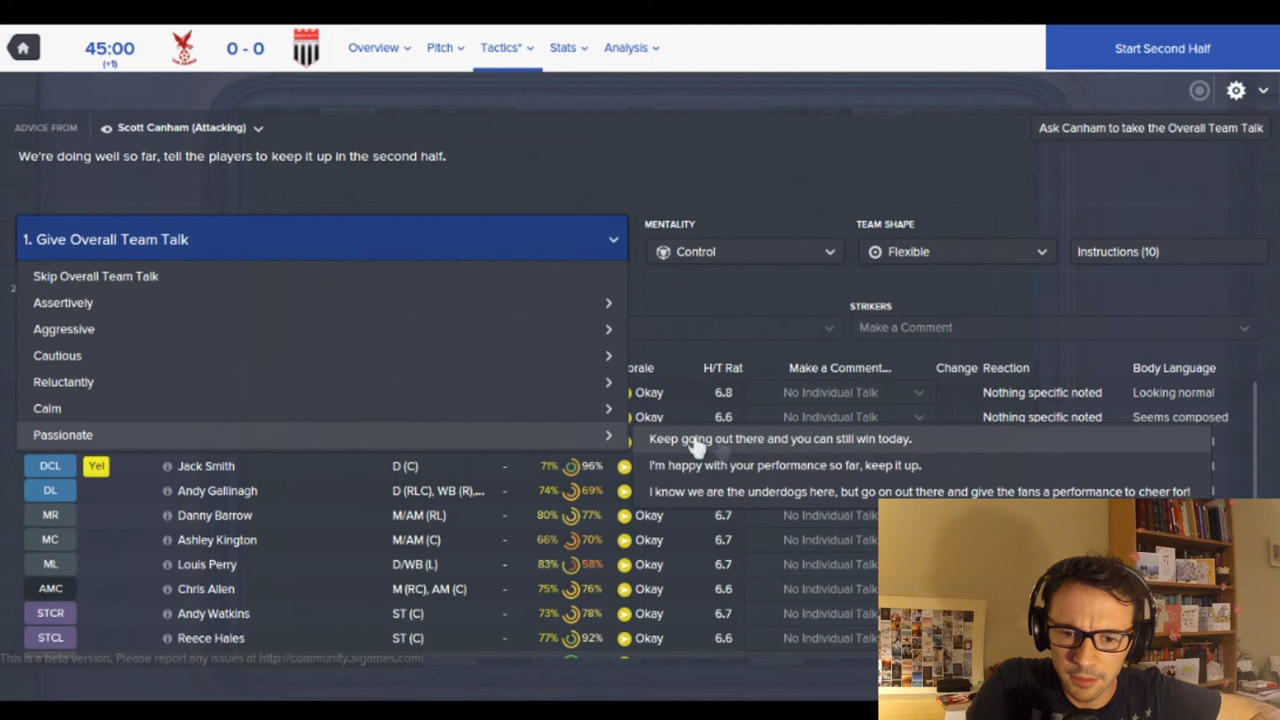 45:00 0 - 0 Overview Pitch Tactics* Stats Analysis Start Second Half
(+1)
ADVICE FROM Scott Canham (Attacking) Ask Canham to take the Overall Team Talk
We're doing well so far, tell the players to keep it up in the second half.
MENTALITY TEAM SHAPE
1. Give Overall Team Talk Control Flexible Instructions (10)
Skip Overall Team Talk
2
Assertively STRIKERS
Aggressive Make a Comment
Cautious orale H/T Rat Make a Comment... Change Reaction Body Language
Reluctantly Okay 6.8 No Individual Talk Nothing specific noted Looking normal
Calm Okay 6.6 No Individual Talk Nothing specific noted Seems composed
Passionate Keep going out there and you can still win today.
DCL Yel Jack Smith D (C) - 71% 96% I'm happy with your performance so far, keep it up.
DL Andy Gallinagh D (RLC), WB (R),... - 74% 69% I know we are the underdogs here, but go on out there and give the fans a performance to cheer for!
MR Danny Barrow M/AM (RL) - 80% 77% Okay 6.7 No Individual Talk
MC Ashley Kington M/AM (C) - 66% 70% Okay 6.7 No Individual Talk
ML Louis Perry D/WB (L) - 83% 58% Okay 6.7 No Individual Talk
AMC Chris Allen M (RC), AM (C) - 75% 76% Okay 6.6 No Individual Talk
STCR Andy Watkins ST (C) - 73% 78% Okay 6.7 No Individual Talk
STCL Reece Hales ST (C) - 77% 92% Okay 6.6 No Individual Talk
This is a beta version. Please report any issues at http://community.sigames.com/